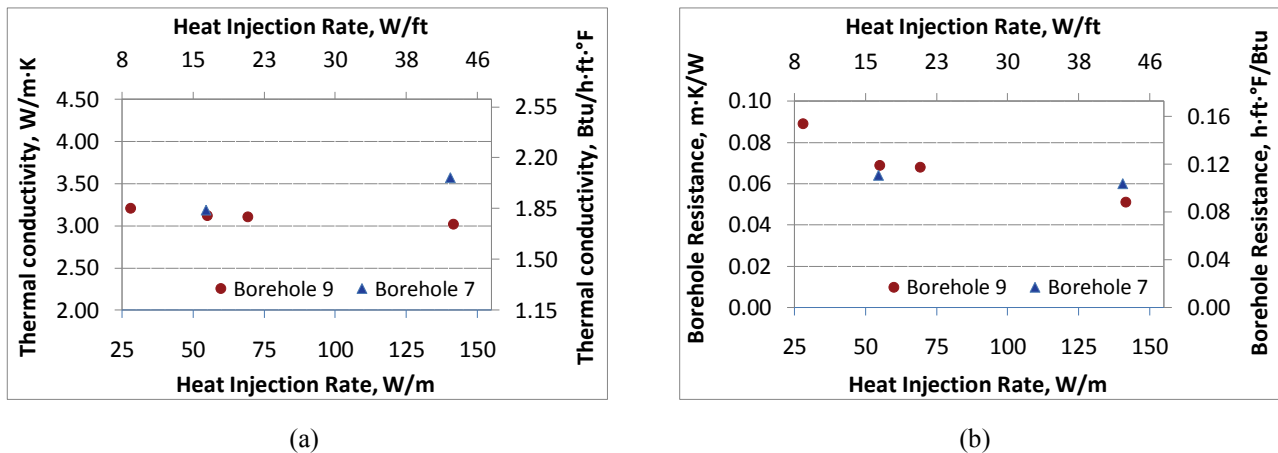 Heat Injection Rate, W/ft
8 15 23 30 38 46
Thermal conductivity, W/m·K
4.50
4.00
3.50
3.00
2.50
2.00
2.55
2.20
1.85
1.50
1.15
Thermal conductivity, Btu/h·ft·°F
Borehole 9 Borehole 7
25 50 75 100 125 150
Heat Injection Rate, W/m
(a)
Heat Injection Rate, W/ft
8 15 23 30 38 46
Borehole Resistance, m·K/W
0.10
0.08
0.06
0.04
0.02
0.00
0.16
0.12
0.08
0.04
0.00
Borehole Resistance, h·ft·°F/Btu
Borehole 9 Borehole 7
25 50 75 100 125 150
Heat Injection Rate, W/m
(b)